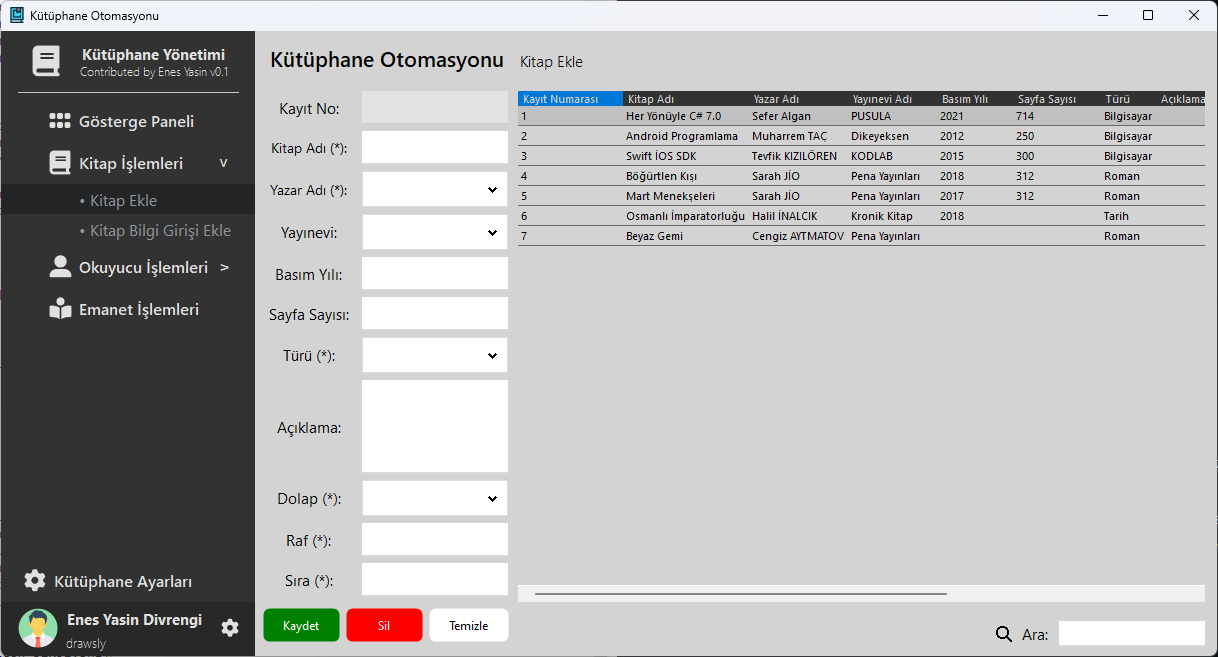 Kütüphane Otomasyonu
Kütüphane Yönetimi
Contributed by Enes Yasin v0.1
Gösterge Paneli
Kitap İşlemleri v
• Kitap Ekle
• Kitap Bilgi Girişi Ekle
Okuyucu İşlemleri >
Emanet İşlemleri
Kütüphane Ayarları
Enes Yasin Divrengi
drawsly
Kütüphane Otomasyonu Kitap Ekle
Kayıt No:
Kitap Adı (*):
Yazar Adı (*):
Yayınevi:
Basım Yılı:
Sayfa Sayısı:
Türü (*):
Açıklama:
Dolap (*):
Raf (*):
Sıra (*):
Kaydet Sil Temizle
Kayıt Numarası Kitap Adı Yazar Adı Yayınevi Adı Basım Yılı Sayfa Sayısı Türü Açıklama
1 Her Yönüyle C# 7.0 Sefer Algan PUSULA 2021 714 Bilgisayar
2 Android Programlama Muharrem TAÇ Dikeyeksen 2012 250 Bilgisayar
3 Swift İOS SDK Tevfik KIZILÖREN KODLAB 2015 300 Bilgisayar
4 Böğürtlen Kışı Sarah JİO Pena Yayınları 2018 312 Roman
5 Mart Menekşeleri Sarah JİO Pena Yayınları 2017 312 Roman
6 Osmanlı İmparatorluğu Halil İNALCIK Kronik Kitap 2018 Tarih
7 Beyaz Gemi Cengiz AYTMATOV Pena Yayınları Roman
Ara: